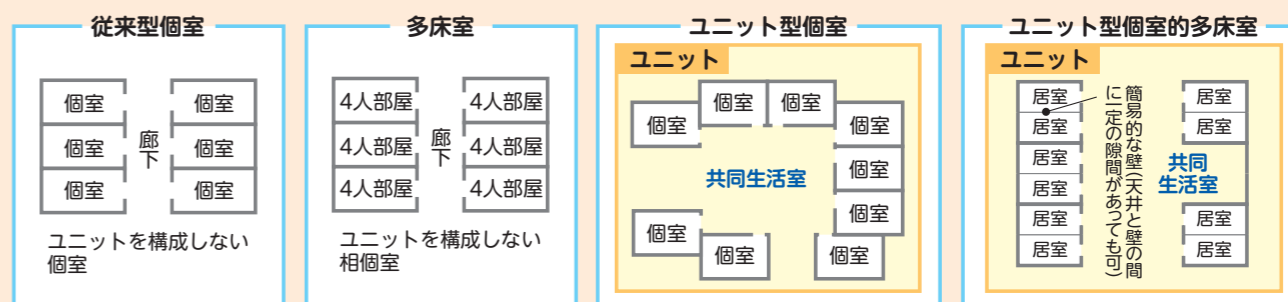 従来型個室
個室
個室
個室
廊下
個室
個室
個室
ユニットを構成しない
個室
多床室
4人部屋
4人部屋
4人部屋
廊下
4人部屋
4人部屋
4人部屋
ユニットを構成しない
相個室
ユニット型個室
ユニット
個室
個室
個室
個室
個室
個室
共同生活室
個室
個室
個室
ユニット型個室的多床室
ユニット
居室
居室
居室
居室
居室
居室
簡易的な壁(天井と壁の間
に一定の隙間があっても可)
居室
居室
共同
生活室
居室
居室